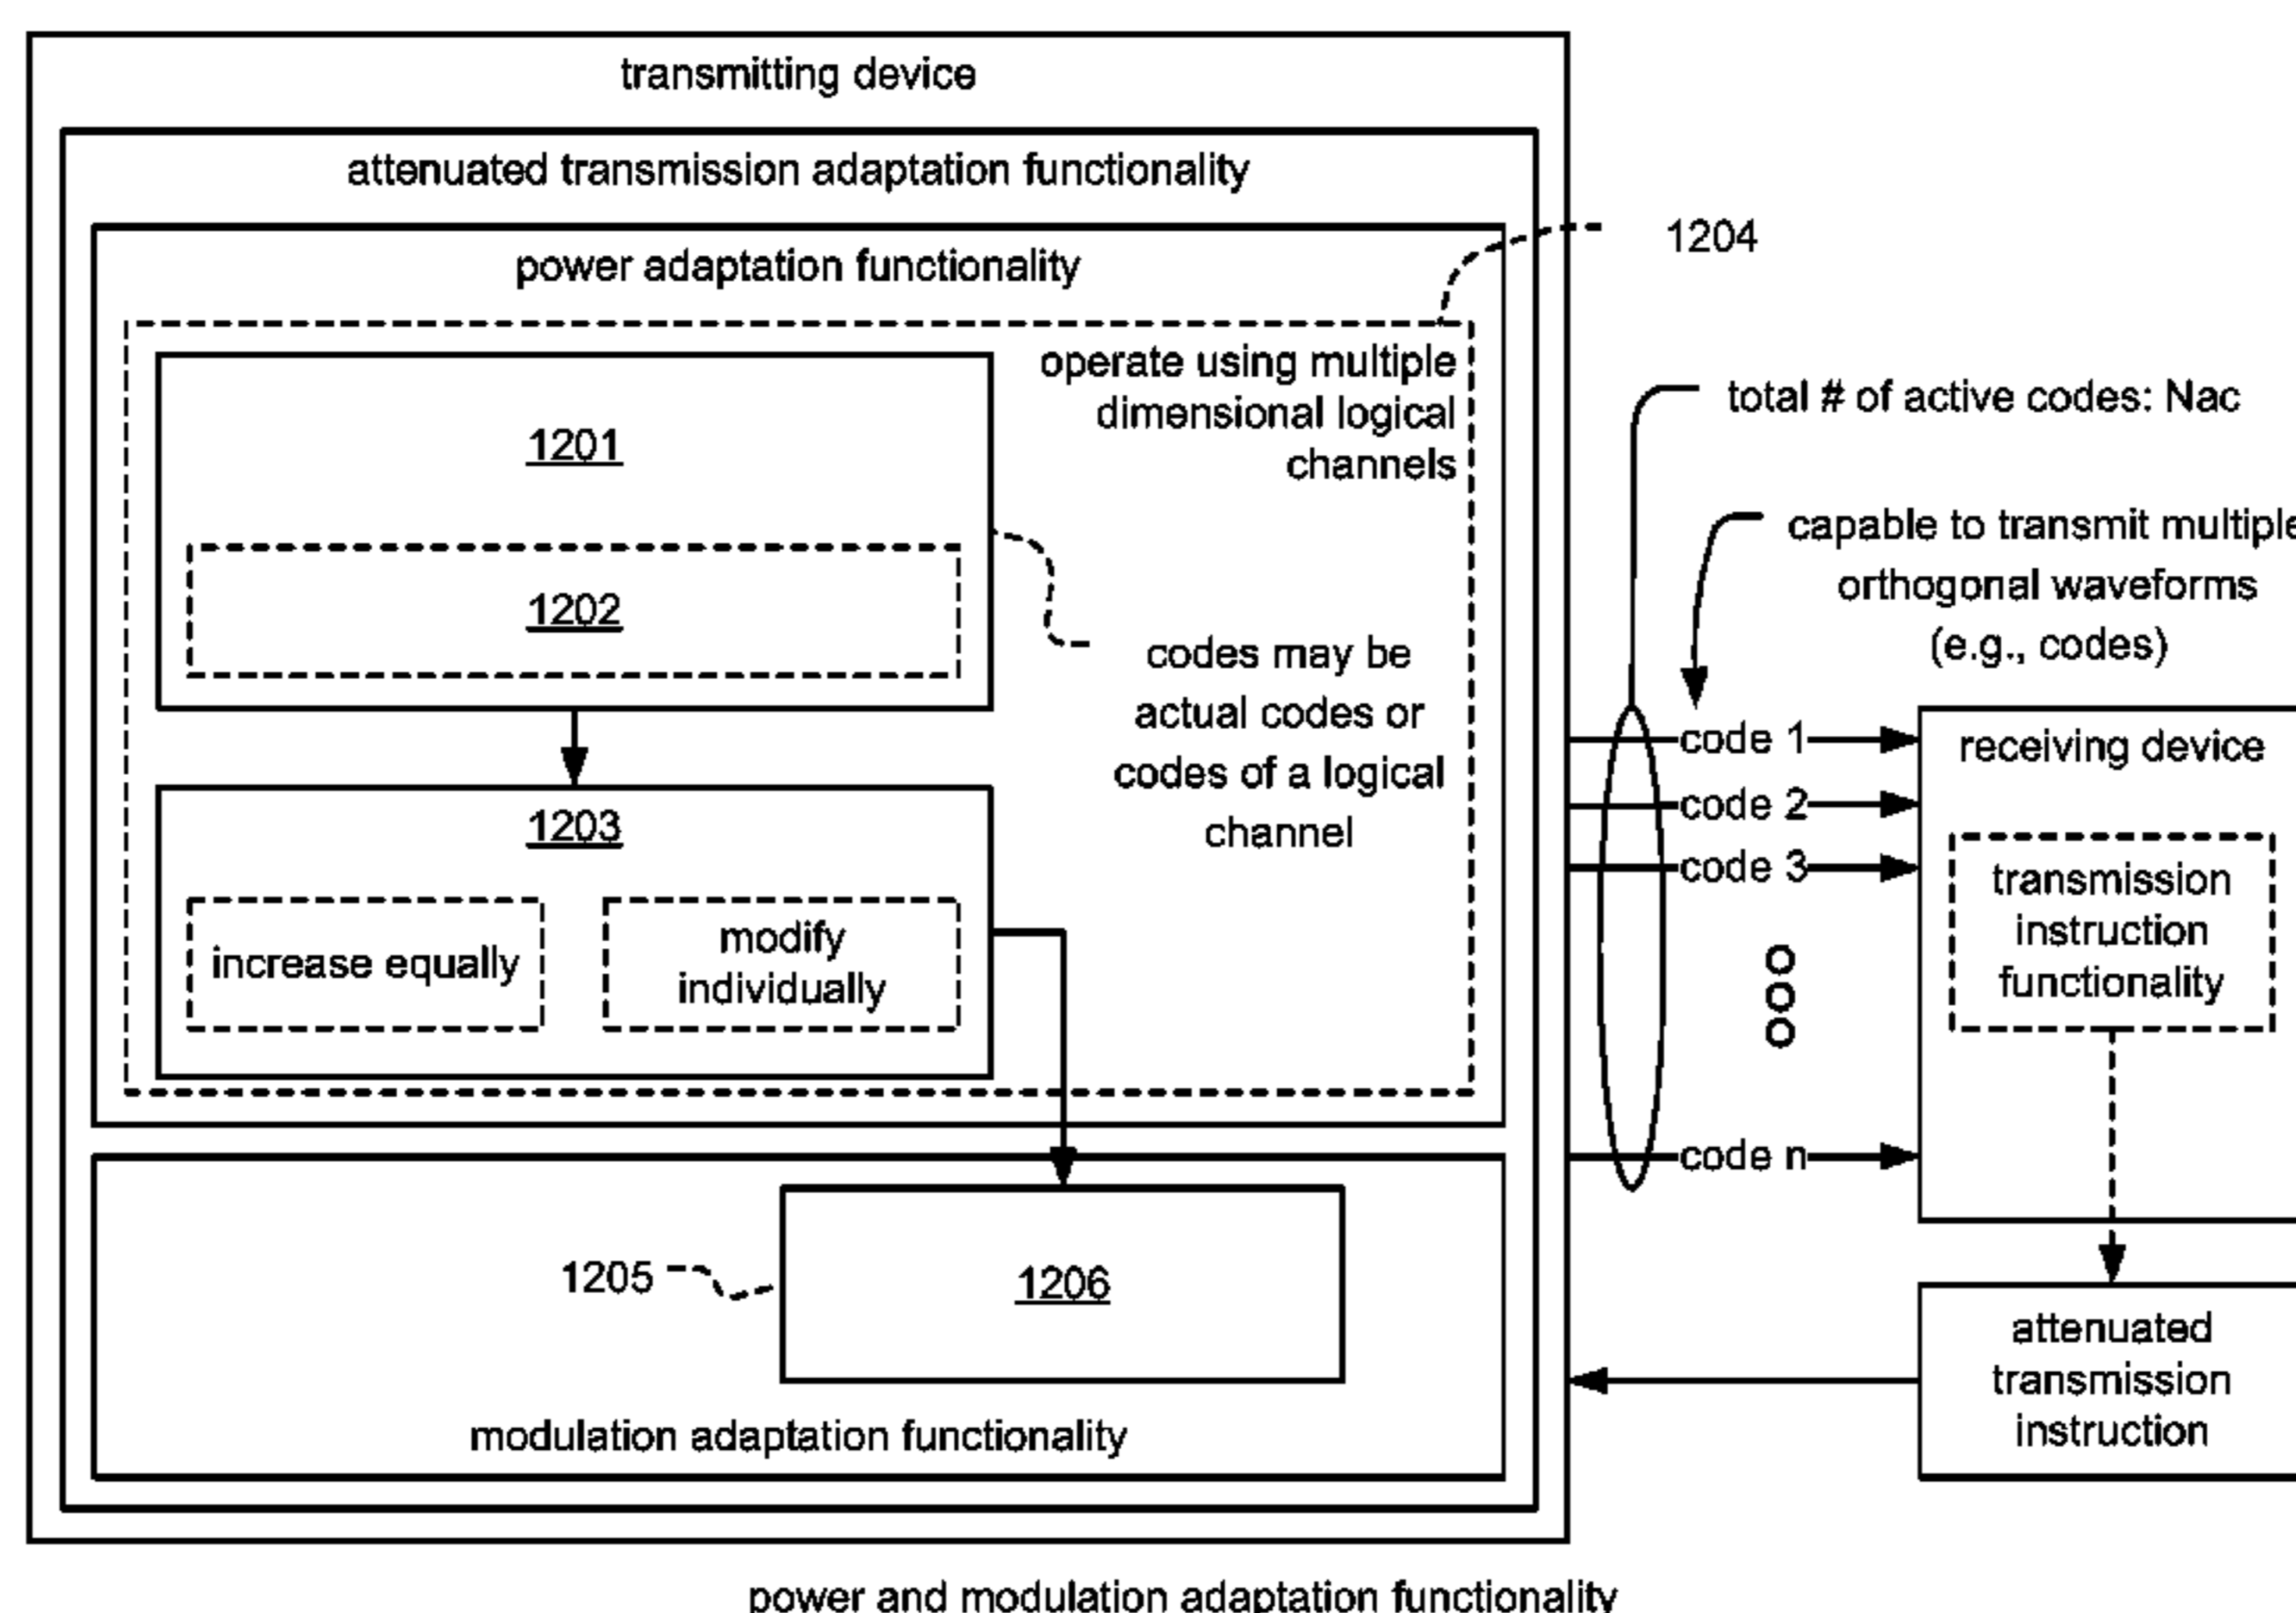 transmitting device
attenuated transmission adaptation functionality
power adaptation functionality
1204
operate using multiple
dimensional logical
channels
1201
1202
codes may be
actual codes or
codes of a logical
channel
1203
increase equally
modify
individually
1205
1206
modulation adaptation functionality
total # of active codes: Nac
capable to transmit multiple
orthogonal waveforms
(e.g., codes)
code 1
code 2
code 3
code n
receiving device
transmission
instruction
functionality
attenuated
transmission
instruction
power and modulation adaptation functionality